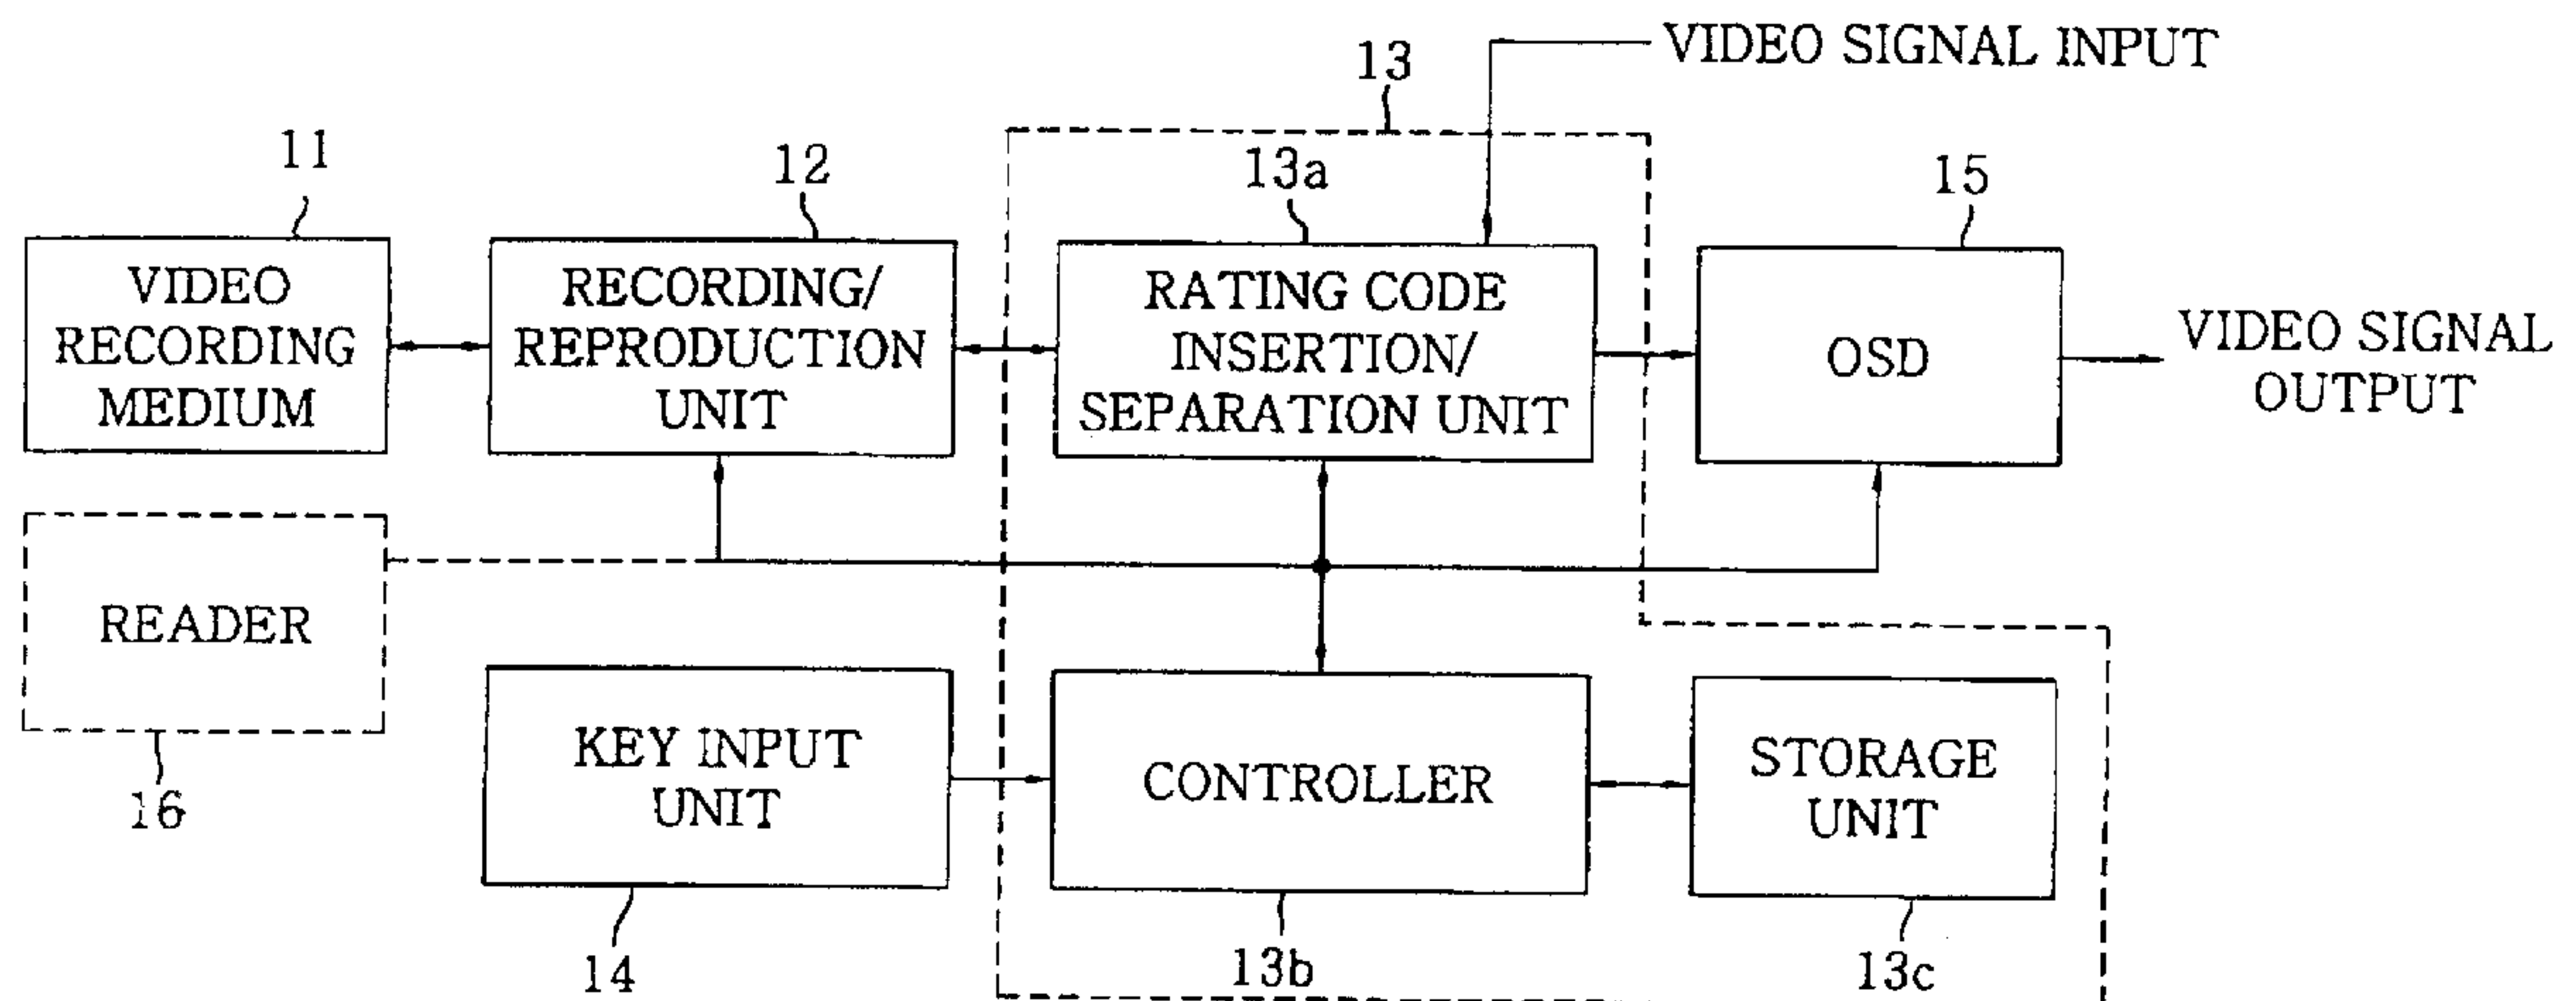 VIDEO SIGNAL INPUT
13
11
12
13a
15
VIDEO
RECORDING
MEDIUM
RECORDING/
REPRODUCTION
UNIT
RATING CODE
INSERTION/
SEPARATION UNIT
OSD
VIDEO SIGNAL
OUTPUT
READER
16
KEY INPUT
UNIT
14
CONTROLLER
13b
STORAGE
UNIT
13c